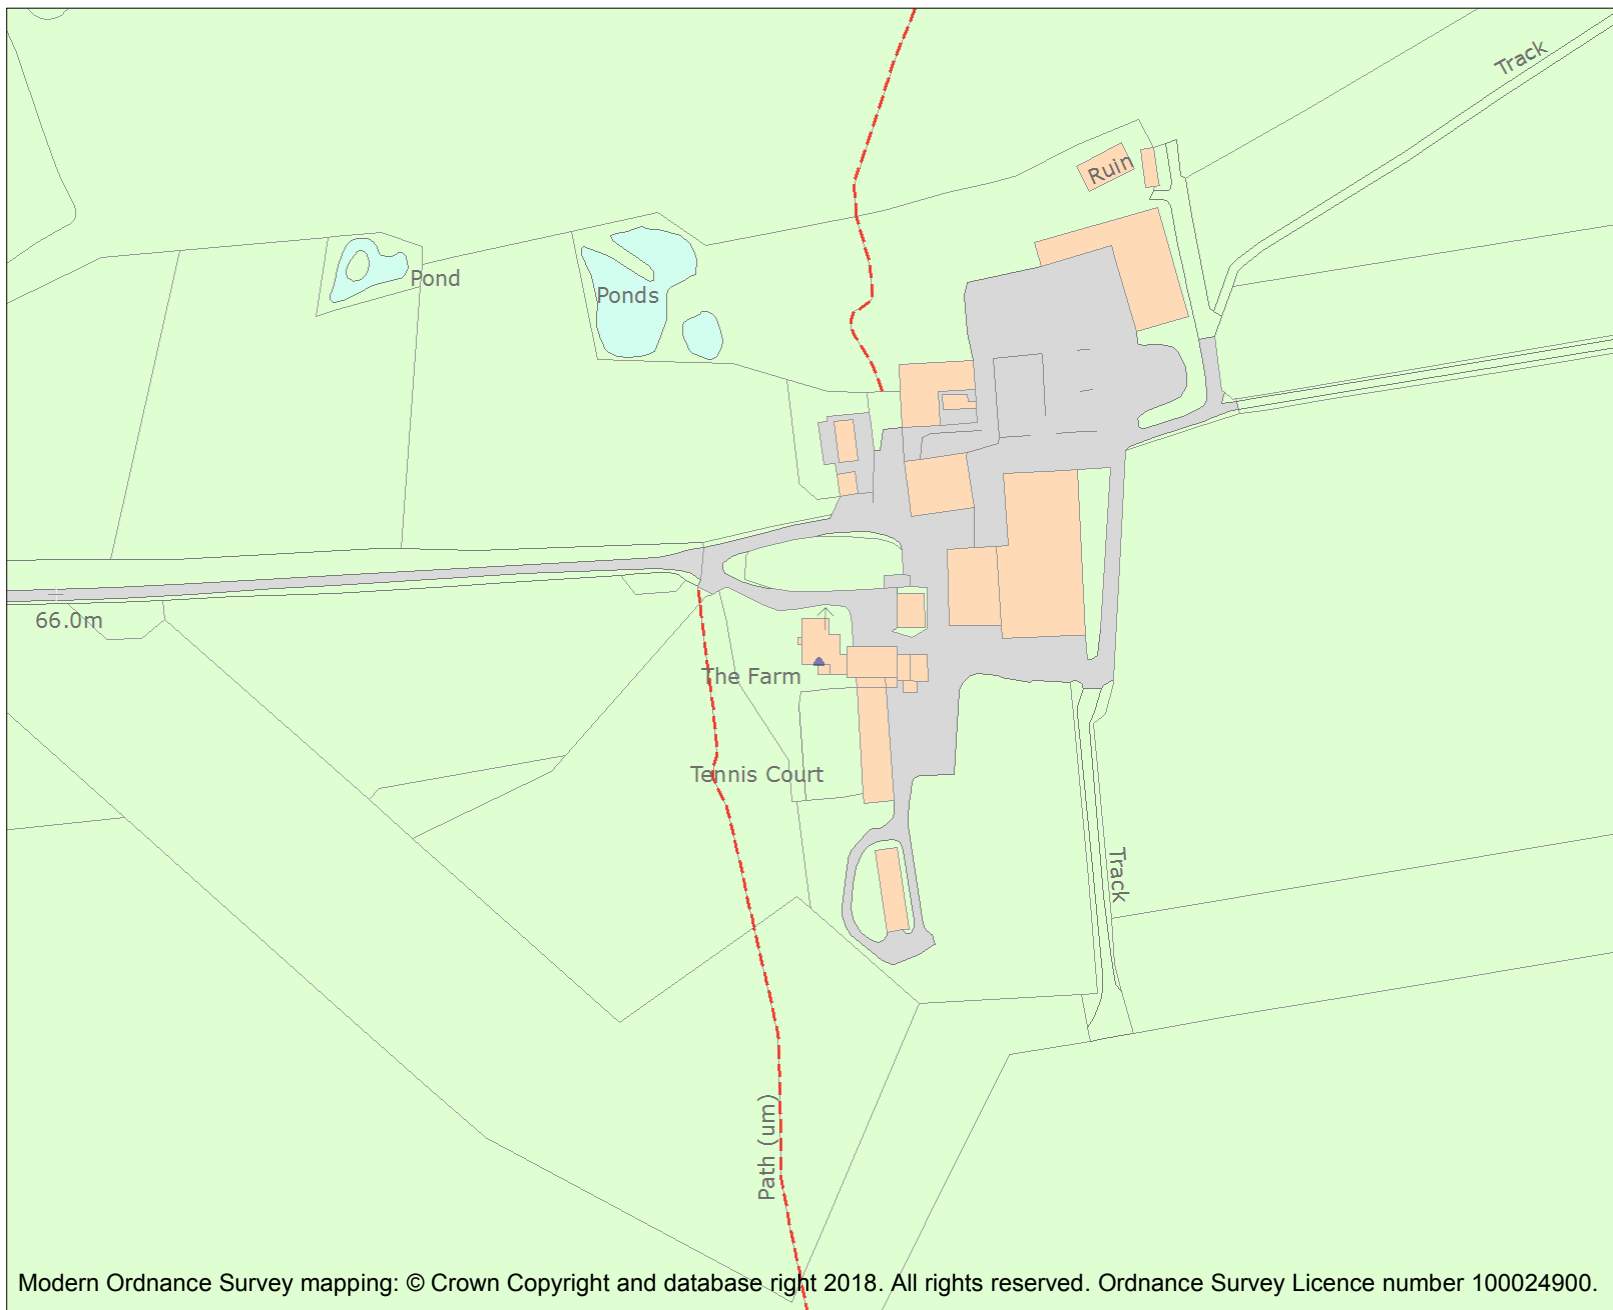 Track
Ruin
Pond
Ponds
66.0m
The Farm
Tennis Court
Track
Path (um)
Modern Ordnance Survey mapping: © Crown Copyright and database right 2018. All rights reserved. Ordnance Survey Licence number 100024900.